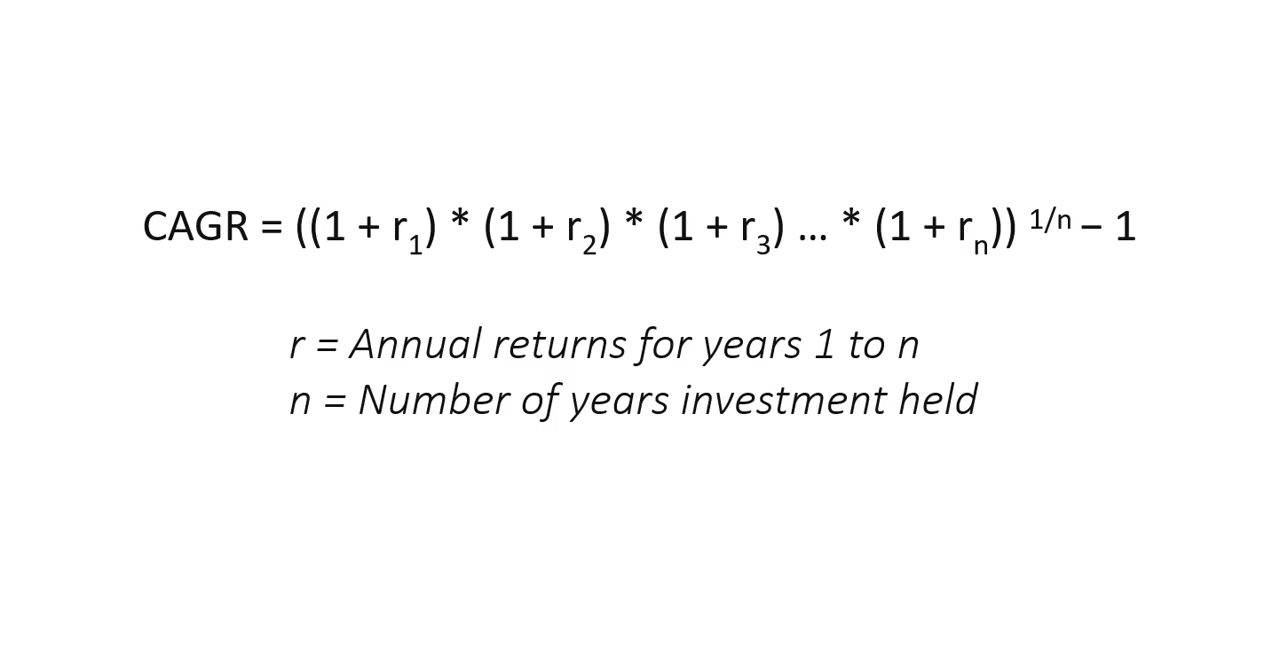 CAGR = ((1 + r₁) * (1 + r₂) * (1 + r₃) ... * (1 + rₙ)) ¹/ⁿ – 1
r = Annual returns for years 1 to n
n = Number of years investment held